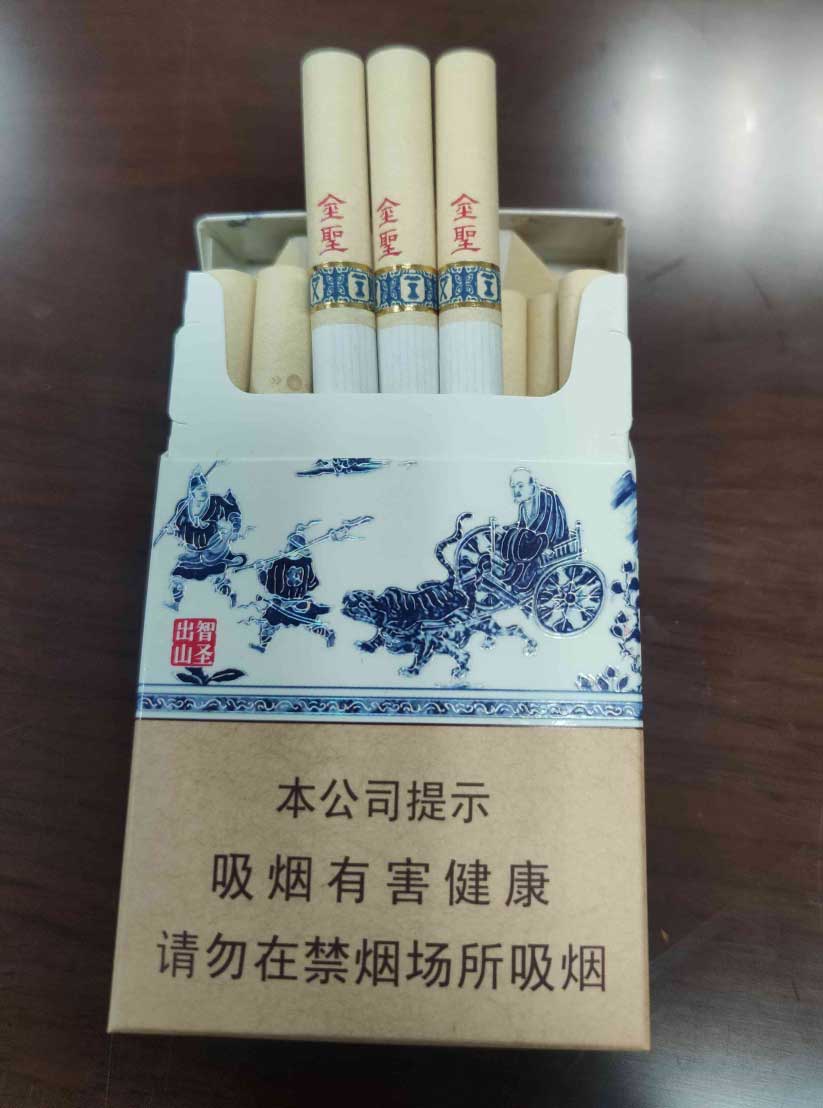 金聖
金聖
金聖
智圣
出山
本公司提示
吸烟有害健康
请勿在禁烟场所吸烟